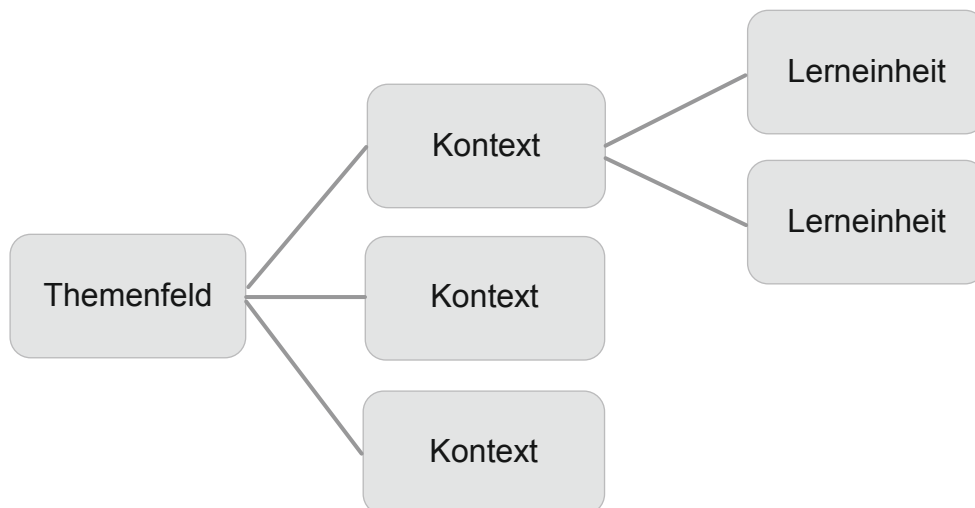 Themenfeld
Kontext
Lerneinheit
Lerneinheit
Kontext
Kontext